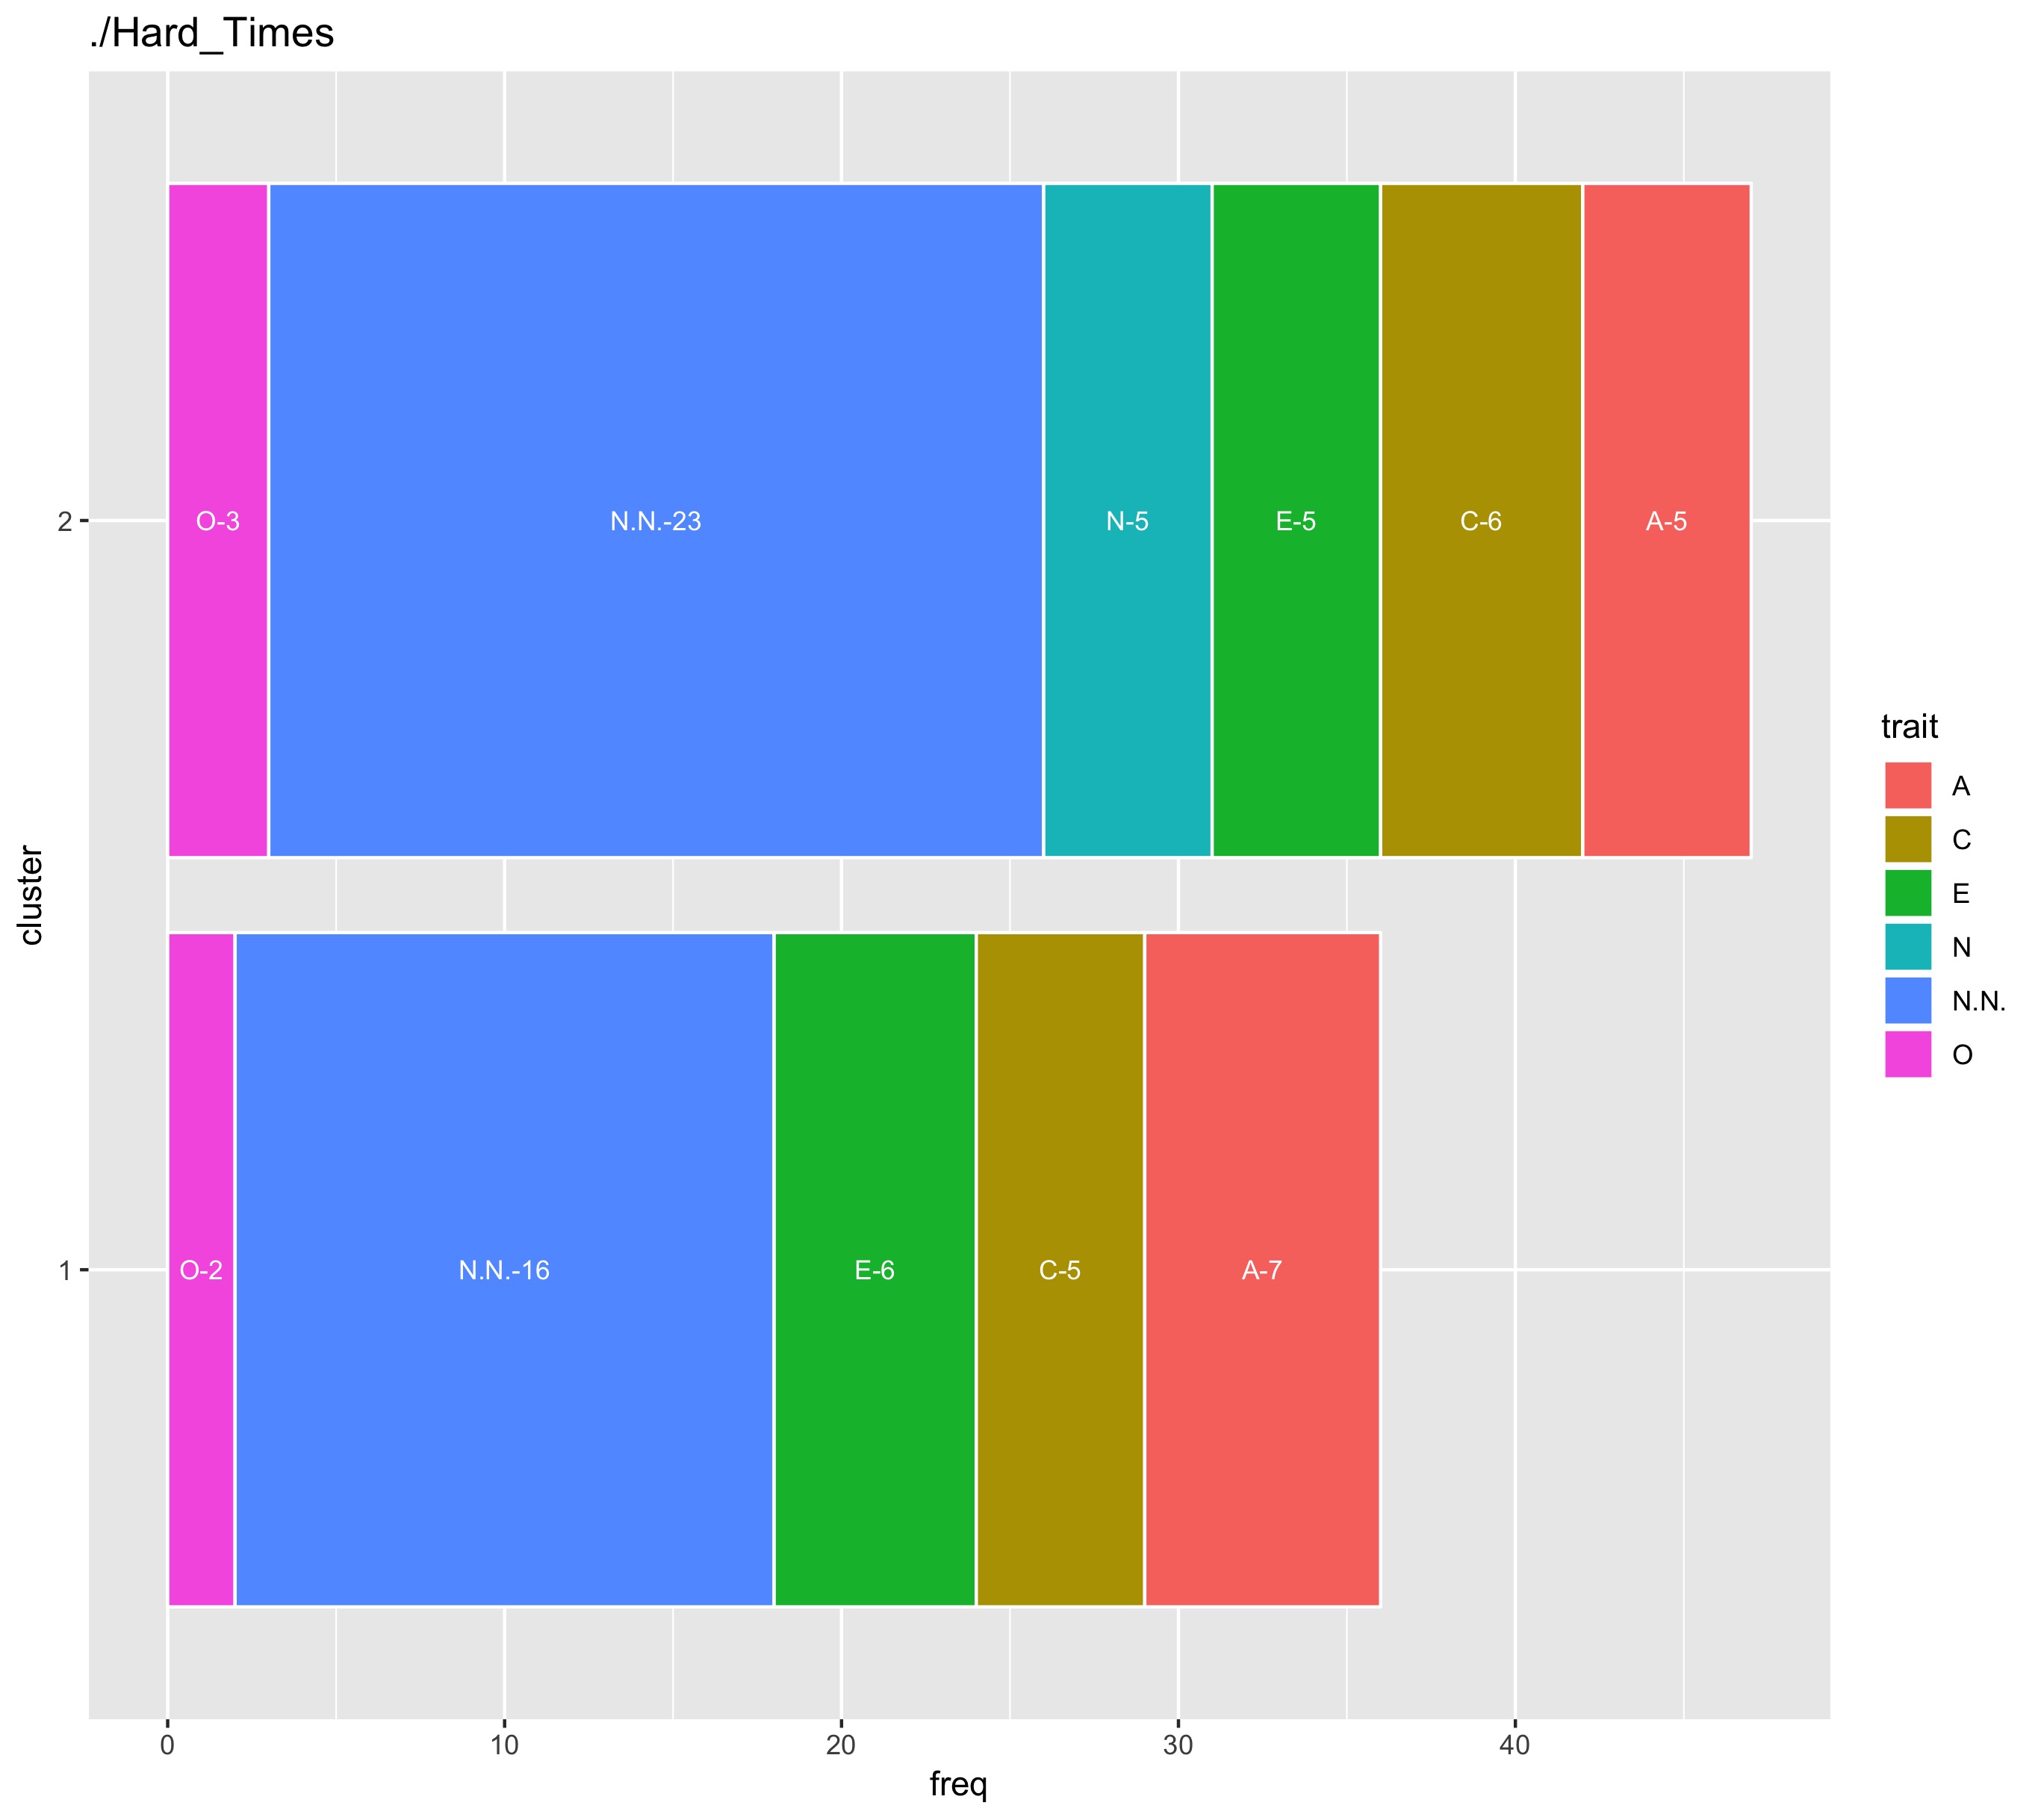 ./Hard_Times
2
O-3 N.N.-23 N-5 E-5 C-6 A-5
cluster
1
O-2 N.N.-16 E-6 C-5 A-7
0 10 20 30 40
freq
trait
A
C
E
N
N.N.
O